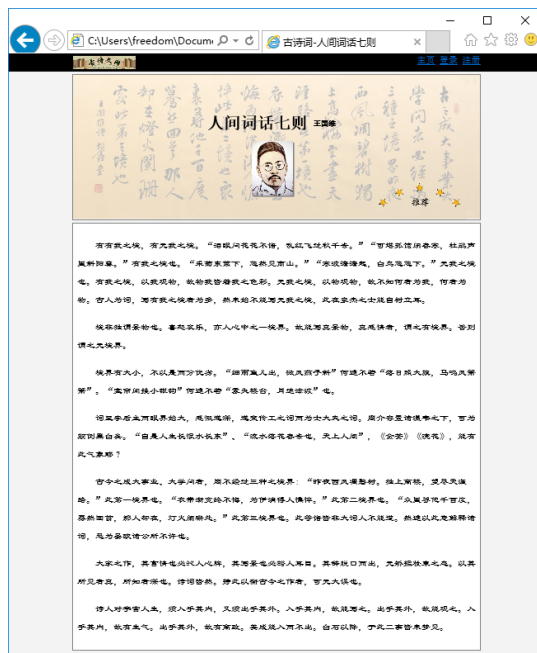 C:\Users\freedom\Docum
古诗词-人间词话七则
主页 登录 注册
人间词话七则 王国维
推荐
有有我之境，有无我之境。“泪眼问花花不语，乱红飞过秋千去。”“可堪孤馆闭春寒，杜鹃声
里斜阳暮。”有我之境也。“采菊东篱下，悠然见南山。”“寒波澹澹起，白鸟悠悠下。”无我之境
也。有我之境，以我观物，故物我皆着我之色彩。无我之境，以物观物，故不知何者为我，何者为
物。古人为词，写有我之境者为多，然未始不能写无我之境，此在豪杰之士能自树立耳。
境非独谓景物也。喜怒哀乐，亦人心中之一境界。故能写真景物，真感情者，谓之有境界。否则
谓之无境界。
境界有大小，不以是而分优劣。“细雨鱼儿出，微风燕子斜”何遽不若“落日照大旗，马鸣风萧
萧”。“宝帘闲挂小银钩”何遽不若“雾失楼台，月迷津渡”也。
词至李后主而眼界始大，感慨遂深，遂变伶工之词而为士大夫之词。周介存置诸温韦之下，可为
颠倒黑白矣。“自是人生长恨水长东”、“流水落花春去也，天上人间”，《金荃》《浣花》，能有
此气象耶？
古今之成大事业、大学问者，罔不经过三种之境界：“昨夜西风凋碧树。独上高楼，望尽天涯
路。”此第一境界也。“衣带渐宽终不悔，为伊消得人憔悴。”此第二境界也。“众里寻他千百度，
蓦然回首，那人却在，灯火阑珊处。”此第三境界也。此等语皆非大词人不能道。然遽以此意解释诸
词，恐为晏欧诸公所不许也。
大家之作，其言情也必沁人心脾，其写景也必豁人耳目。其辞脱口而出，无矫揉妆束之态。以其
所见者真，所知者深也。诗词皆然。持此以衡古今之作者，可无大误也。
诗人对宇宙人生，须入乎其内，又须出乎其外。入乎其内，故能写之。出乎其外，故能观之。入
乎其内，故有生气。出乎其外，故有高致。美成能入而不出。白石以降，于此二事皆未梦见。